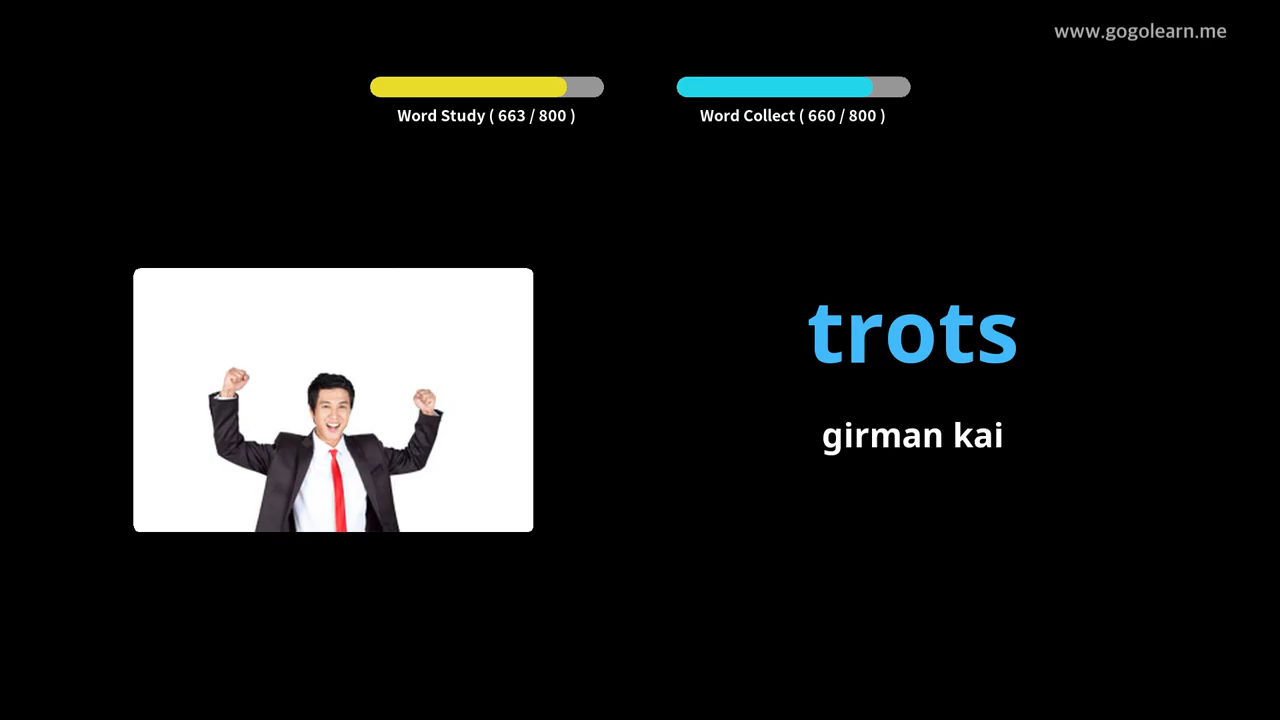 www.gogolearn.me
Word Study ( 663 / 800 )
Word Collect ( 660 / 800 )
trots
girman kai